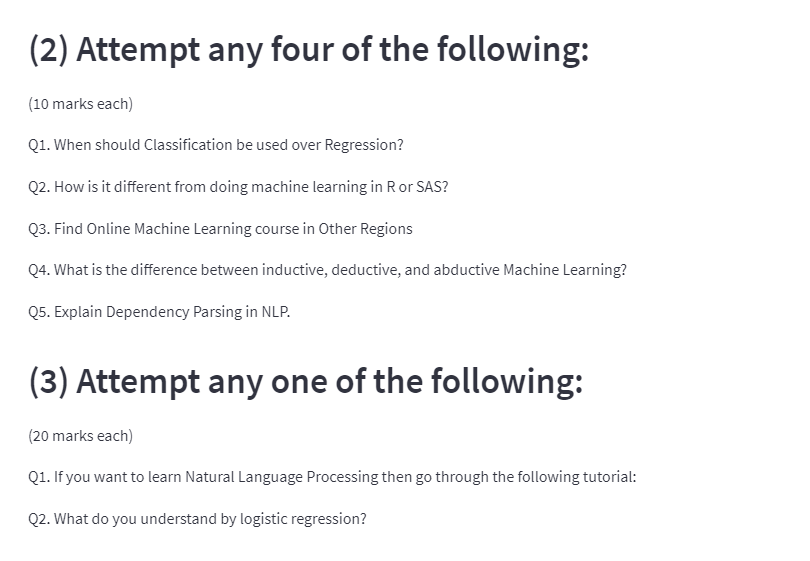 (2) Attempt any four of the following:
(10 marks each)
Q1. When should Classification be used over Regression?
Q2. How is it different from doing machine learning in R or SAS?
Q3. Find Online Machine Learning course in Other Regions
Q4. What is the difference between inductive, deductive, and abductive Machine Learning?
Q5. Explain Dependency Parsing in NLP.
(3) Attempt any one of the following:
(20 marks each)
Q1. If you want to learn Natural Language Processing then go through the following tutorial:
Q2. What do you understand by logistic regression?